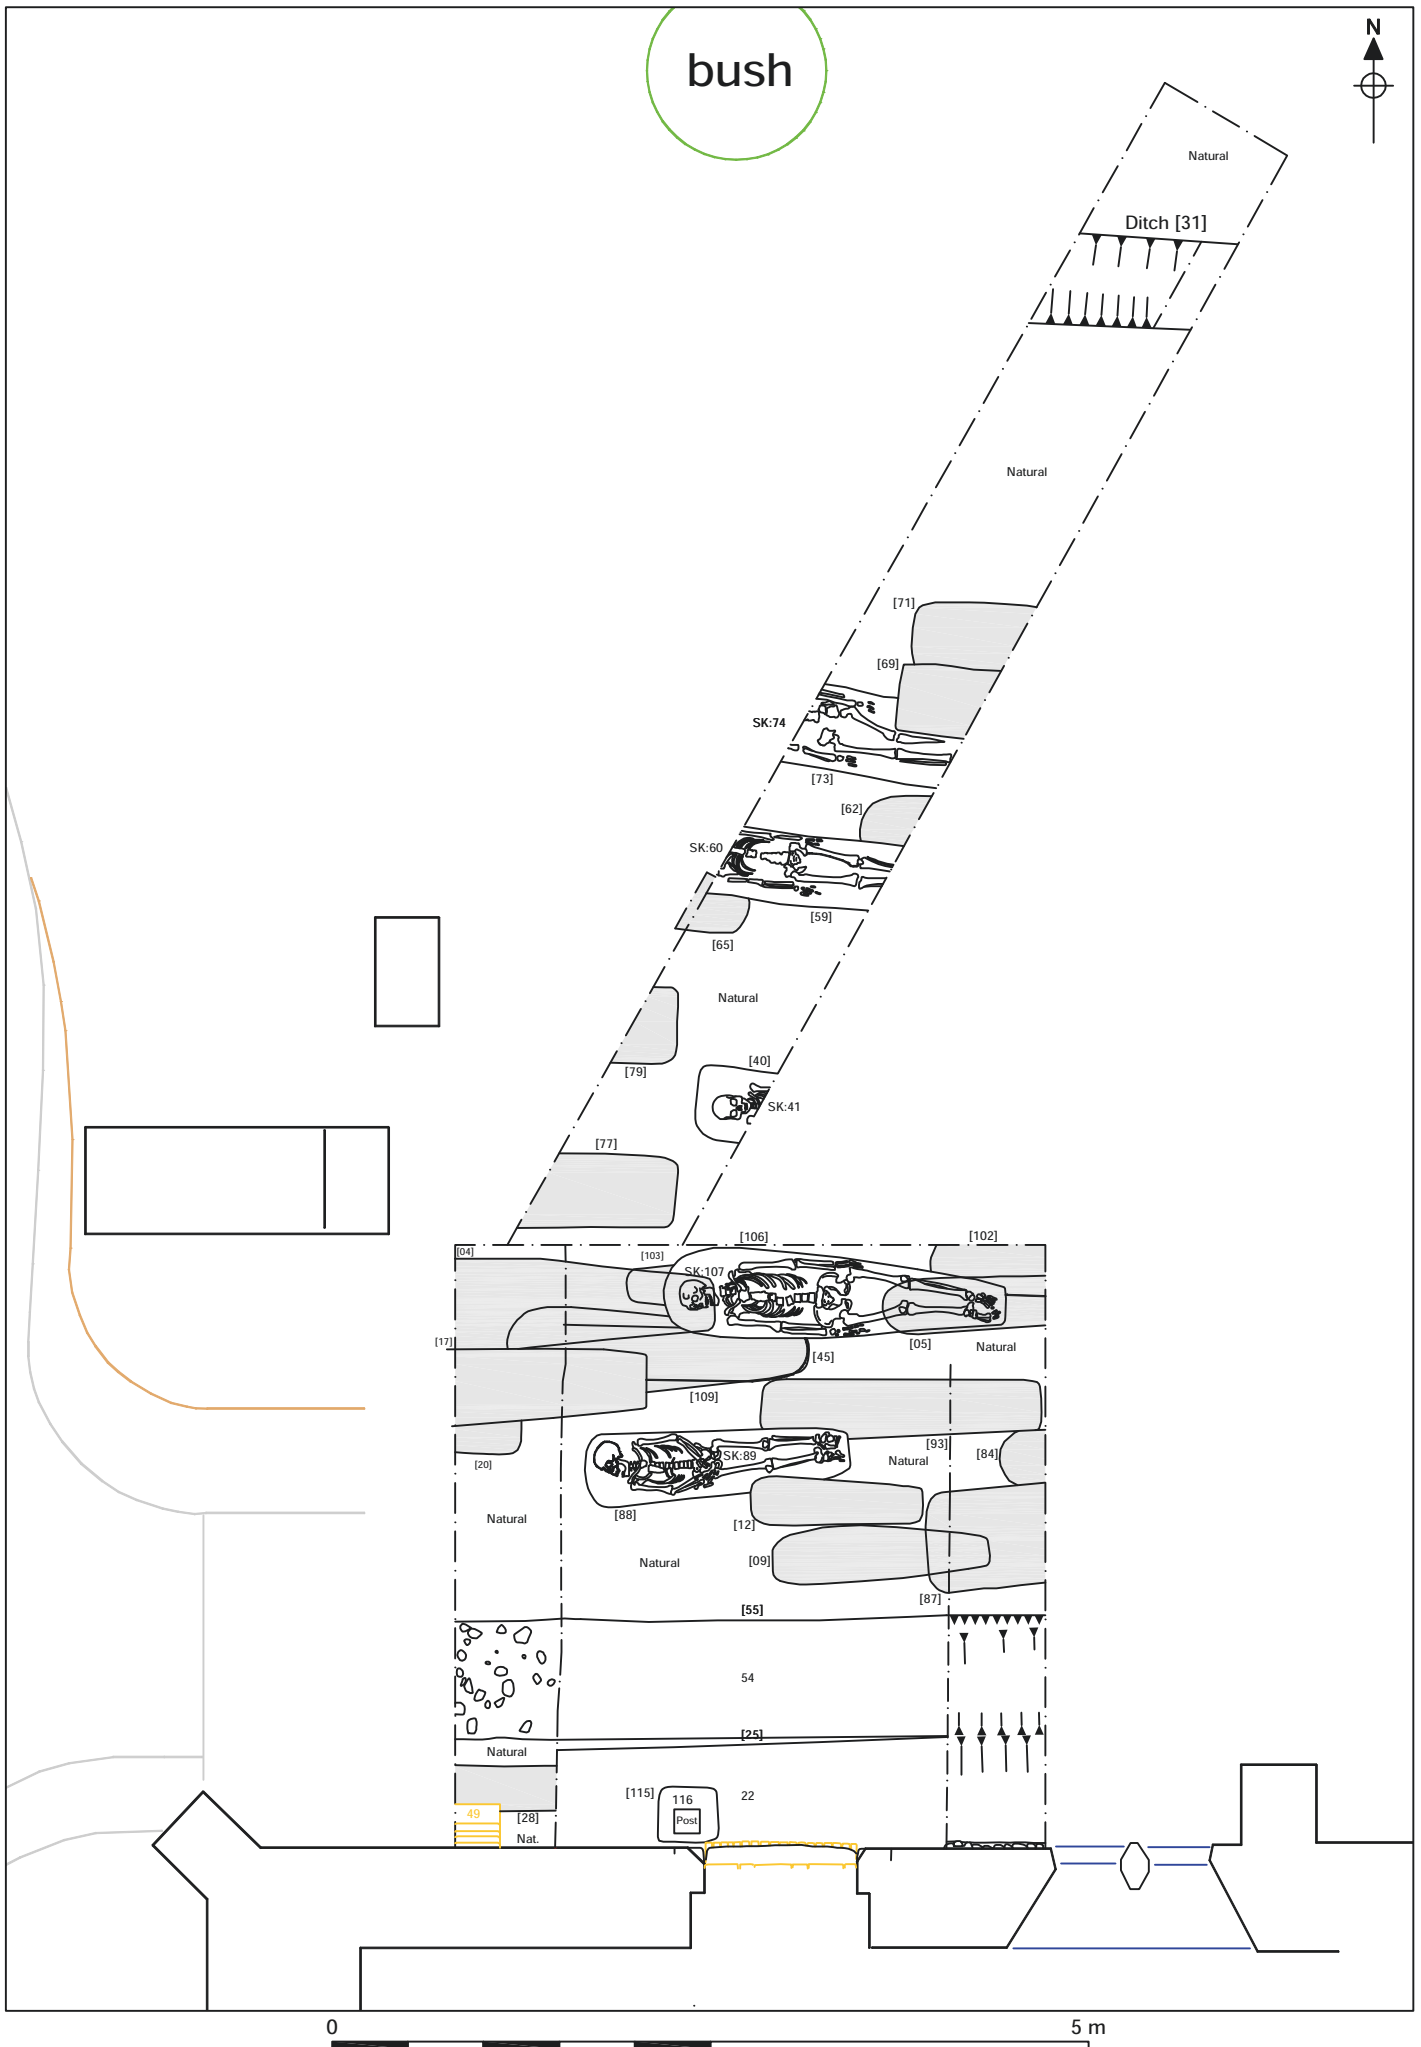 bush
N
Natural
Ditch [31]
Natural
[71]
[69]
SK:74
[73]
[62]
SK:60
[59]
[65]
Natural
[79]
[40]
SK:41
[77]
[106]
[102]
[04]
[103]
SK:107
[17]
[05]
Natural
[45]
[109]
[93]
[84]
SK:89
Natural
[20]
[88]
[12]
Natural
Natural
[09]
[87]
[55]
54
[25]
Natural
[115]
116
22
Post
49
[28]
Nat.
0
5 m